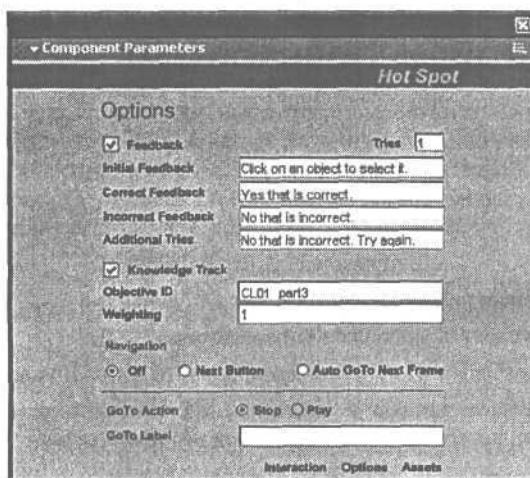 Component Parameters
Hot Spot
Options
Feedback Tries 1
Initial Feedback Click on an object to select it.
Correct Feedback Yes that is correct.
Incorrect Feedback No that is incorrect.
Additional Tries No that is incorrect. Try again.
Knowledge Track
Objective ID CL01 part3
Weighting 1
Navigation
Off Next Button Auto GoTo Next Frame
GoTo Action Stop Play
GoTo Label
Interaction Options Assets